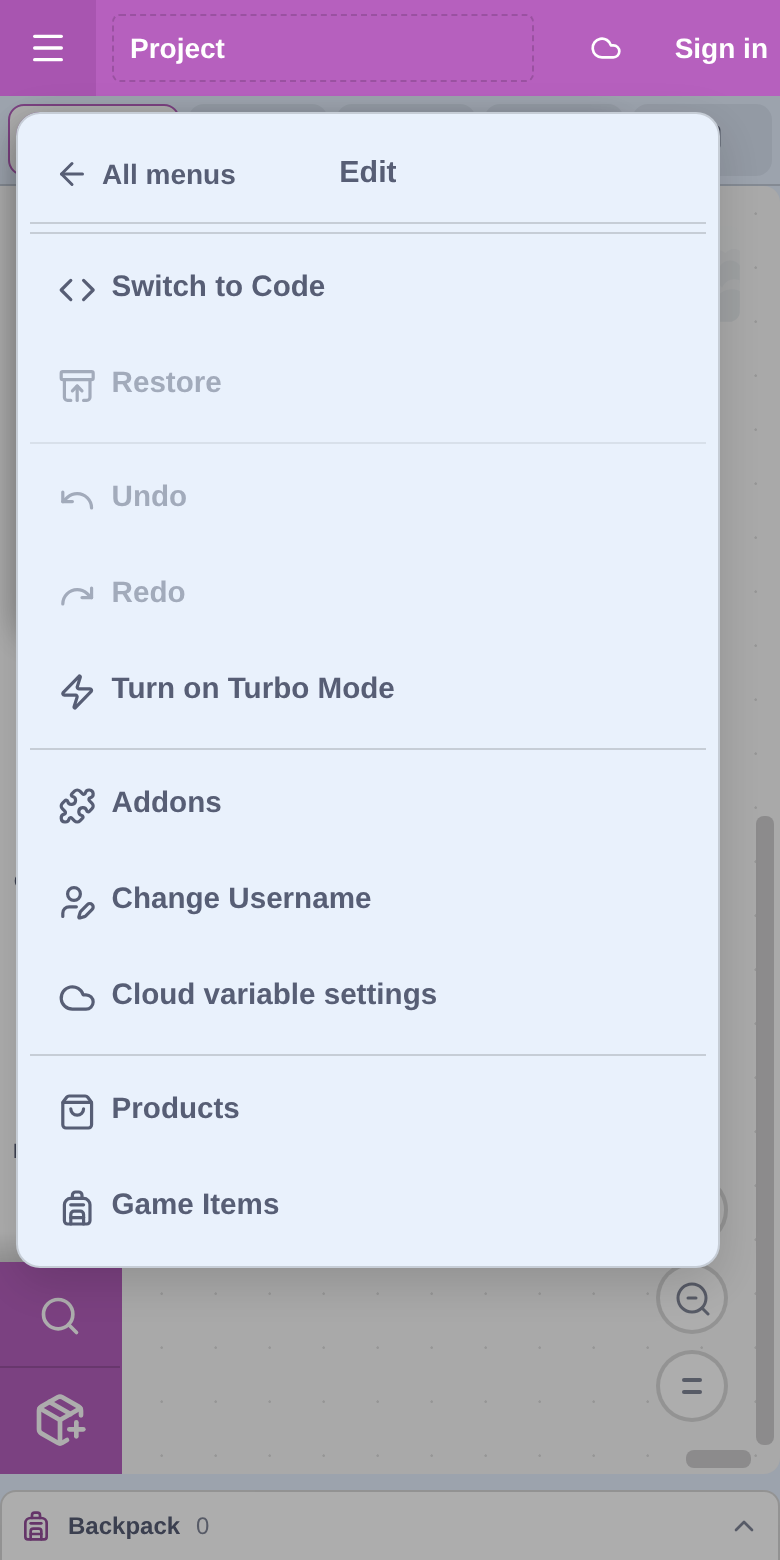 Project
Sign in
All menus
Edit
Switch to Code
Restore
Undo
Redo
Turn on Turbo Mode
Addons
Change Username
Cloud variable settings
Products
Game Items
Backpack 0